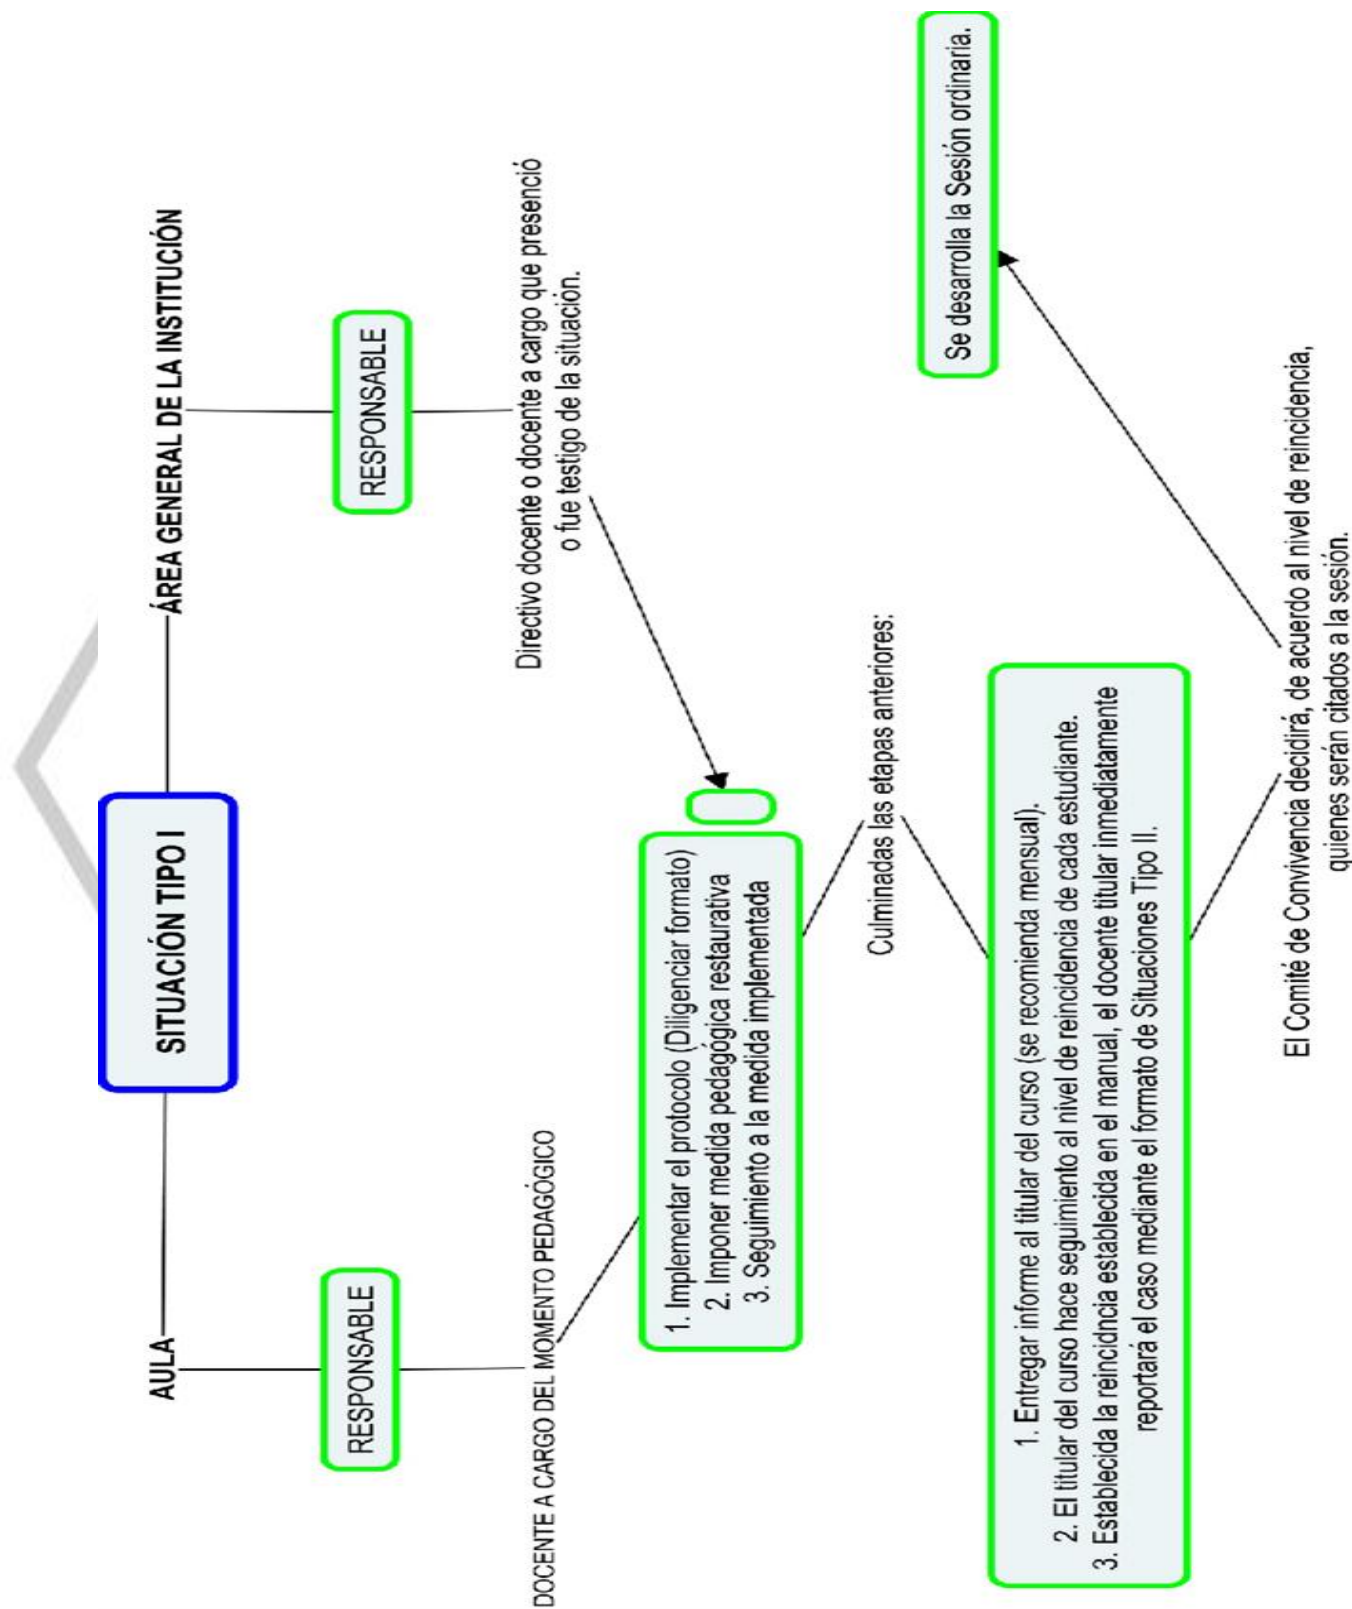 SITUACIÓN TIPO I
AULA
ÁREA GENERAL DE LA INSTITUCIÓN
RESPONSABLE
RESPONSABLE
DOCENTE A CARGO DEL MOMENTO PEDAGÓGICO
Directivo docente o docente a cargo que presenció
o fue testigo de la situación.
1. Implementar el protocolo (Diligenciar formato)
2. Imponer medida pedagógica restaurativa
3. Seguimiento a la medida implementada
Culminadas las etapas anteriores:
1. Entregar informe al titular del curso (se recomienda mensual).
2. El titular del curso hace seguimiento al nivel de reincidencia de cada estudiante.
3. Establecida la reincidncia establecida en el manual, el docente titular inmediatamente
reportará el caso mediante el formato de Situaciones Tipo II.
El Comité de Convivencia decidirá, de acuerdo al nivel de reincidencia,
quienes serán citados a la sesión.
Se desarrolla la Sesión ordinaria.